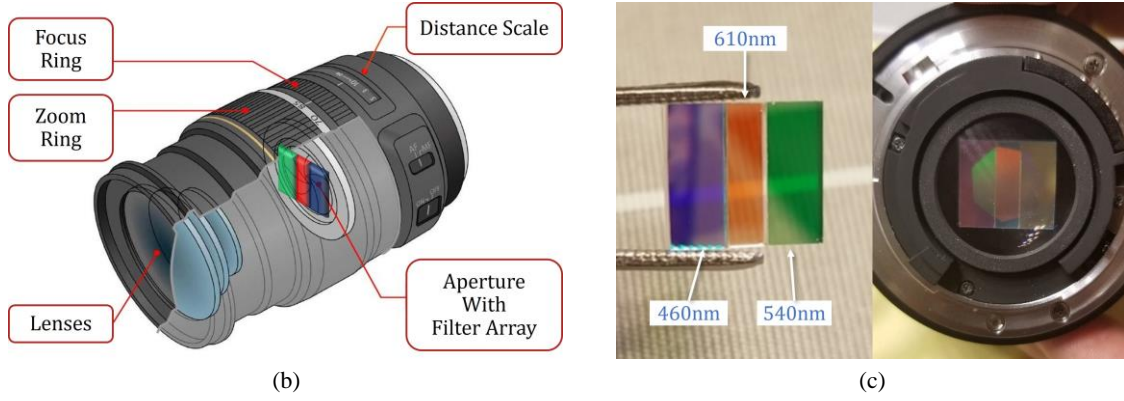 Focus
Ring
Zoom
Ring
Lenses
Distance Scale
Aperture
With
Filter Array
(b)
610nm
460nm
540nm
(c)